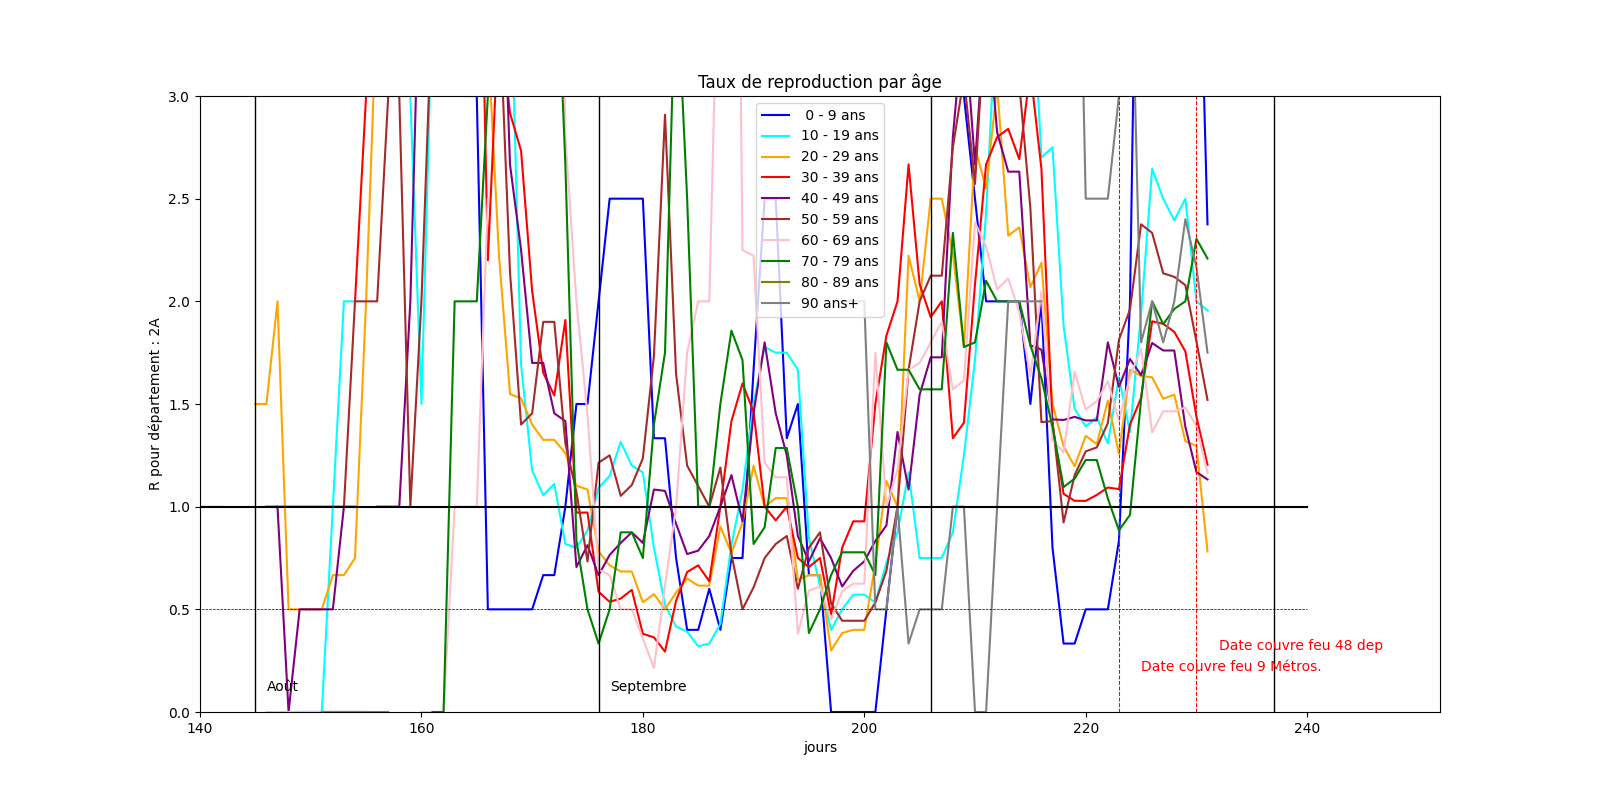 Taux de reproduction par âge
3.0
2.5
2.0
1.5
1.0
0.5
0.0
R pour département : 2A
0 - 9 ans
10 - 19 ans
20 - 29 ans
30 - 39 ans
40 - 49 ans
50 - 59 ans
60 - 69 ans
70 - 79 ans
80 - 89 ans
90 ans+
Date couvre feu 48 dep
Date couvre feu 9 Métros.
Août
Septembre
140
160
180
200
220
240
jours